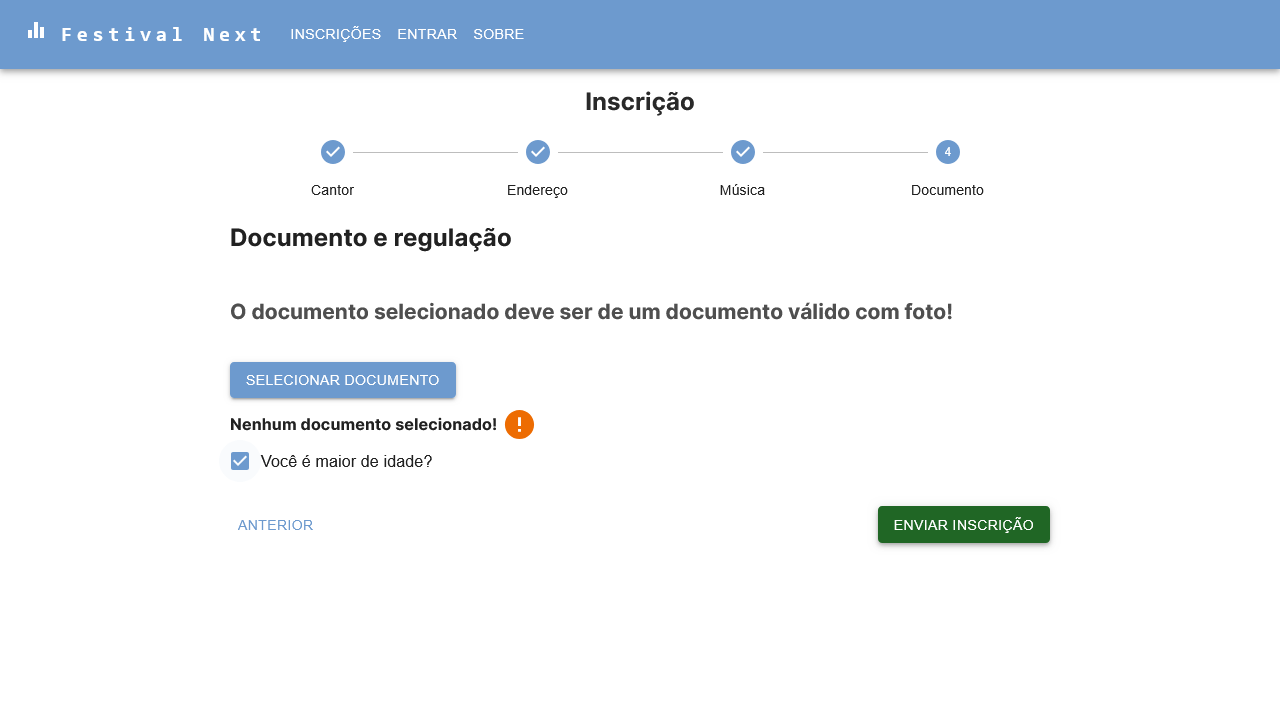 Festival Next INSCRIÇÕES ENTRAR SOBRE
Inscrição
4
Cantor Endereço Música Documento
Documento e regulação
O documento selecionado deve ser de um documento válido com foto!
SELECIONAR DOCUMENTO
Nenhum documento selecionado!
Você é maior de idade?
ANTERIOR ENVIAR INSCRIÇÃO